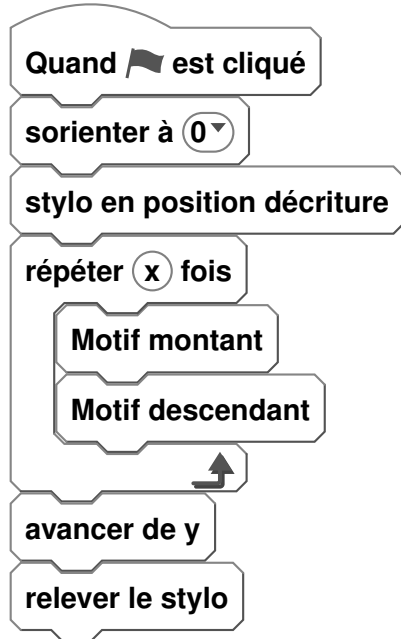 Quand est cliqué
sorienter à 0
stylo en position décriture
répéter x fois
Motif montant
Motif descendant
avancer de y
relever le stylo